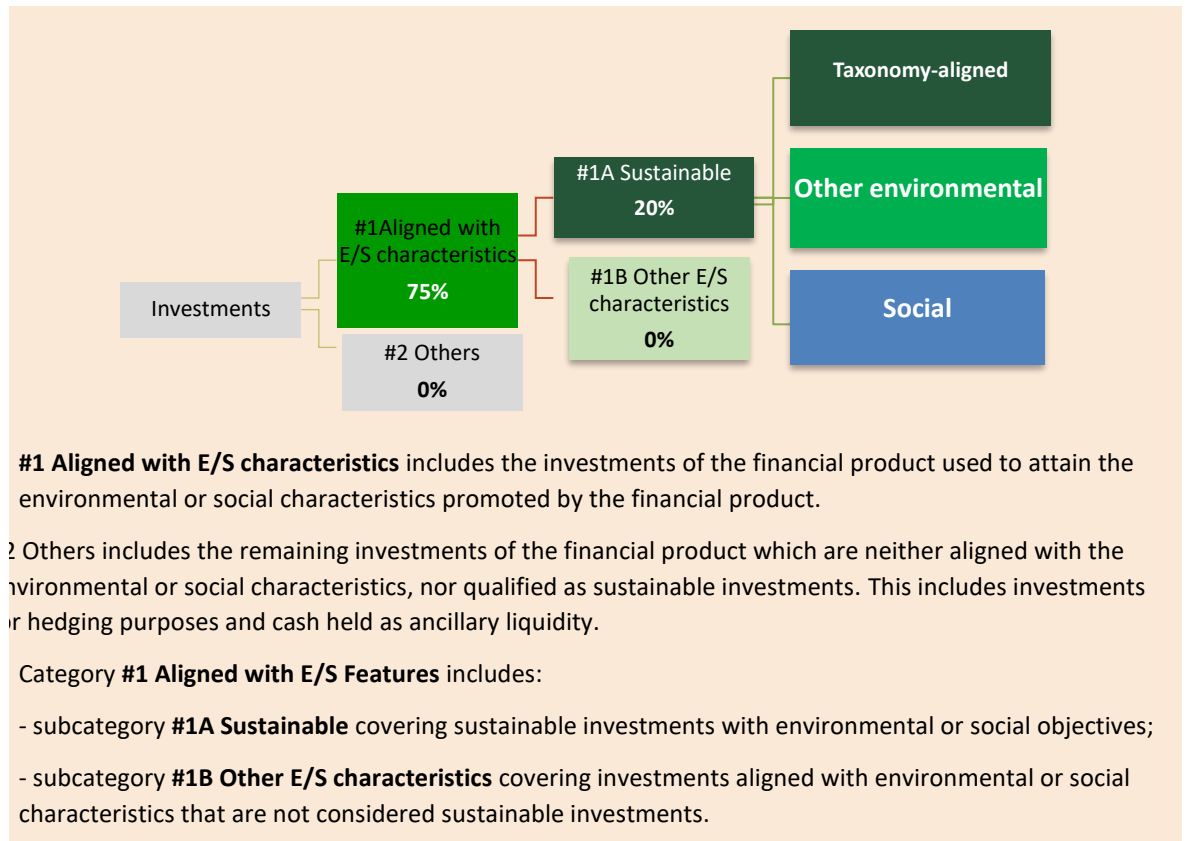 Taxonomy-aligned
#1A Sustainable
20%
Other environmental
#1Aligned with
E/S characteristics
75%
#1B Other E/S
characteristics
0%
Investments
Social
#2 Others
0%
#1 Aligned with E/S characteristics includes the investments of the financial product used to attain the
environmental or social characteristics promoted by the financial product.
2 Others includes the remaining investments of the financial product which are neither aligned with the
nvironmental or social characteristics, nor qualified as sustainable investments. This includes investments
or hedging purposes and cash held as ancillary liquidity.
Category #1 Aligned with E/S Features includes:
- subcategory #1A Sustainable covering sustainable investments with environmental or social objectives;
- subcategory #1B Other E/S characteristics covering investments aligned with environmental or social
characteristics that are not considered sustainable investments.